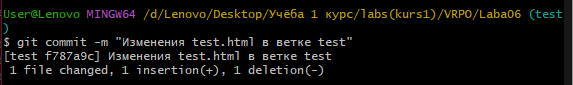 User@Lenovo MINGW64 /d/Lenovo/Desktop/Учёба 1 курс/labs(kurs1)/VRPO/Laba06 (test
)
$ git commit -m "Изменения test.html в ветке test"
[test f787a9c] Изменения test.html в ветке test
 1 file changed, 1 insertion(+), 1 deletion(-)